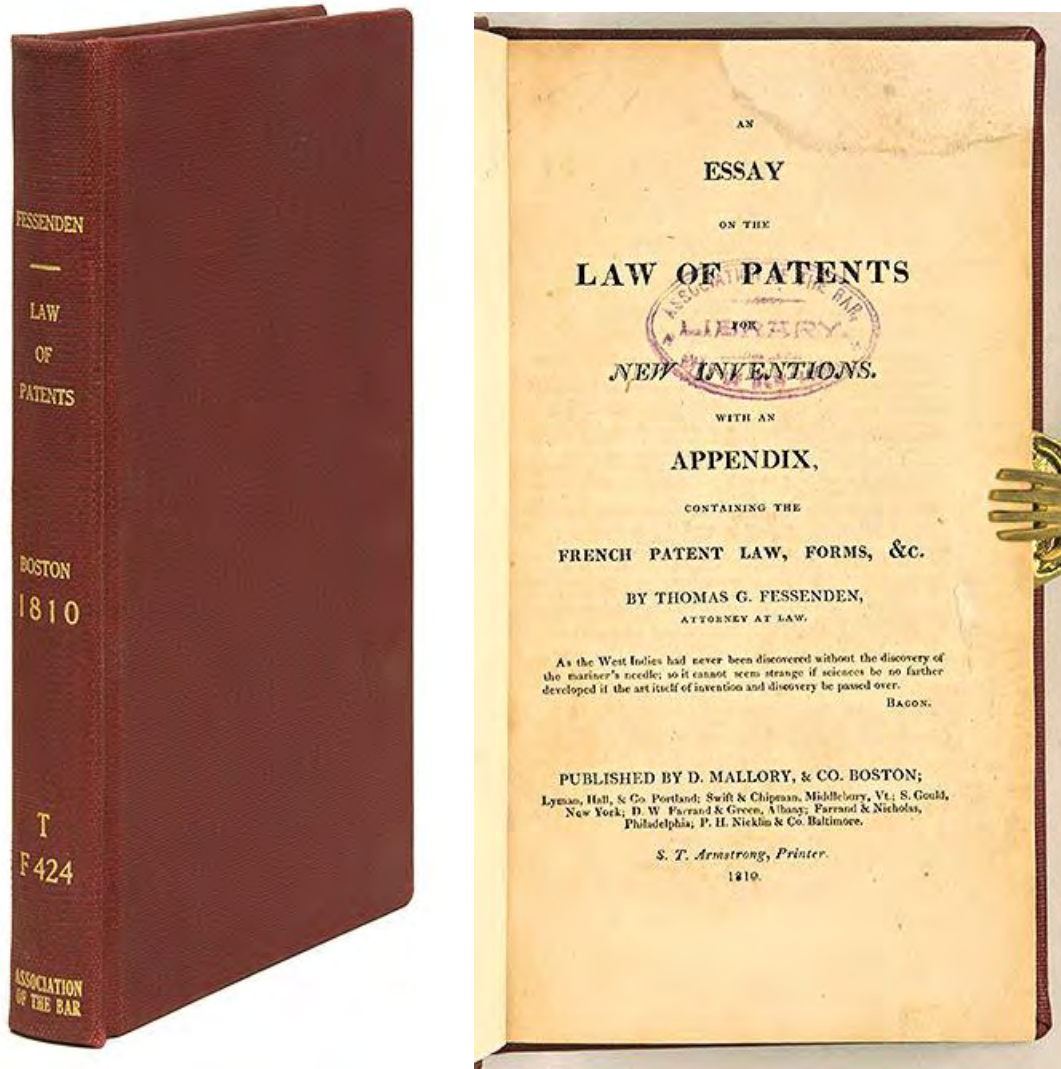 FESSENDEN
LAW
OF
PATENTS
BOSTON
1810
T
F424
ASSOCIATION
OF THE BAR
AN
ESSAY
ON THE
LAW OF PATENTS
FOR
NEW INVENTIONS.
WITH AN
APPENDIX,
CONTAINING THE
FRENCH PATENT LAW, FORMS, &C.
BY THOMAS G. FESSENDEN,
ATTORNEY AT LAW.
As the West Indies had never been discovered without the discovery of
the mariner's needle; so it cannot seem strange if sciences be no farther
developed if the art itself of invention and discovery be passed over.
BACON.
PUBLISHED BY D. MALLORY, & CO. BOSTON;
Lyman, Hall, & Co. Portland; Swift & Chipman, Middlebury, Vt.; S. Gould,
New York; D. W. Farrand & Green, Albany; Farrand & Nicholas,
Philadelphia; P. H. Nicklin & Co. Baltimore.
S. T. Armstrong, Printer.
1810.
ASSOCIATION OF THE BAR,
LIBRARY.